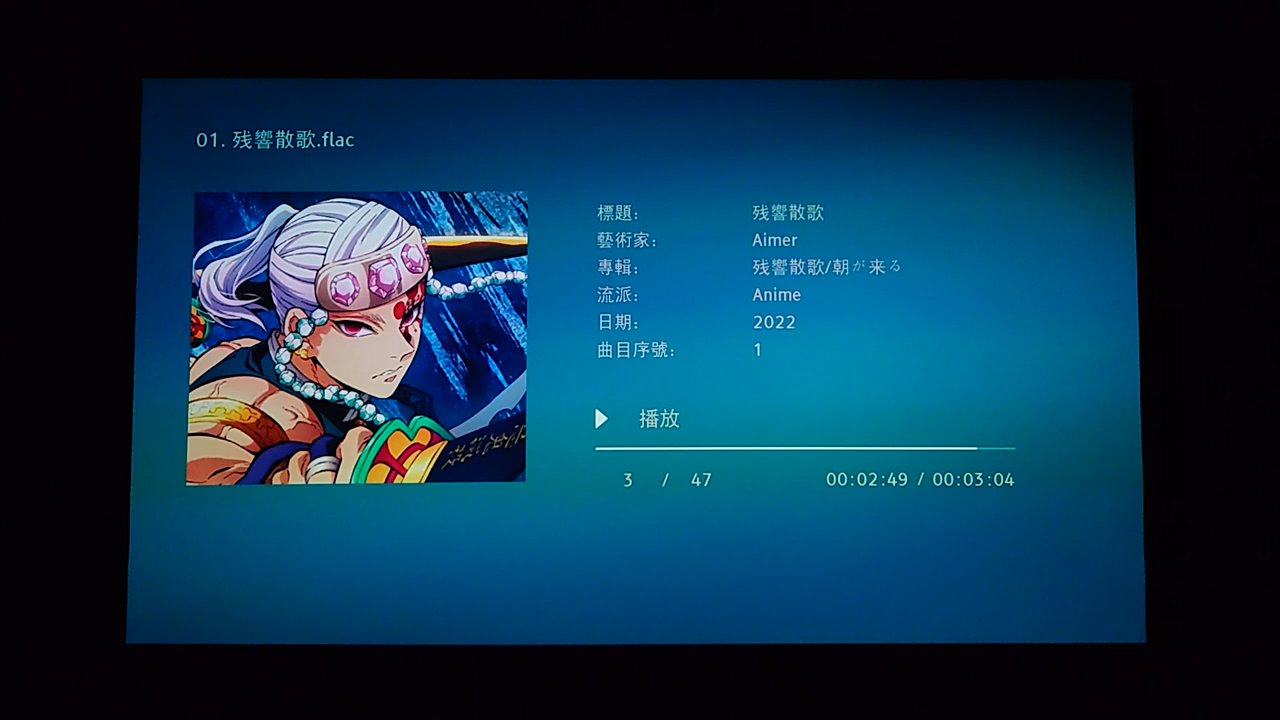 01. 残響散歌.flac
標題: 残響散歌
藝術家: Aimer
專輯: 残響散歌/朝が来る
流派: Anime
日期: 2022
曲目序號: 1
播放
3 / 47 00:02:49 / 00:03:04